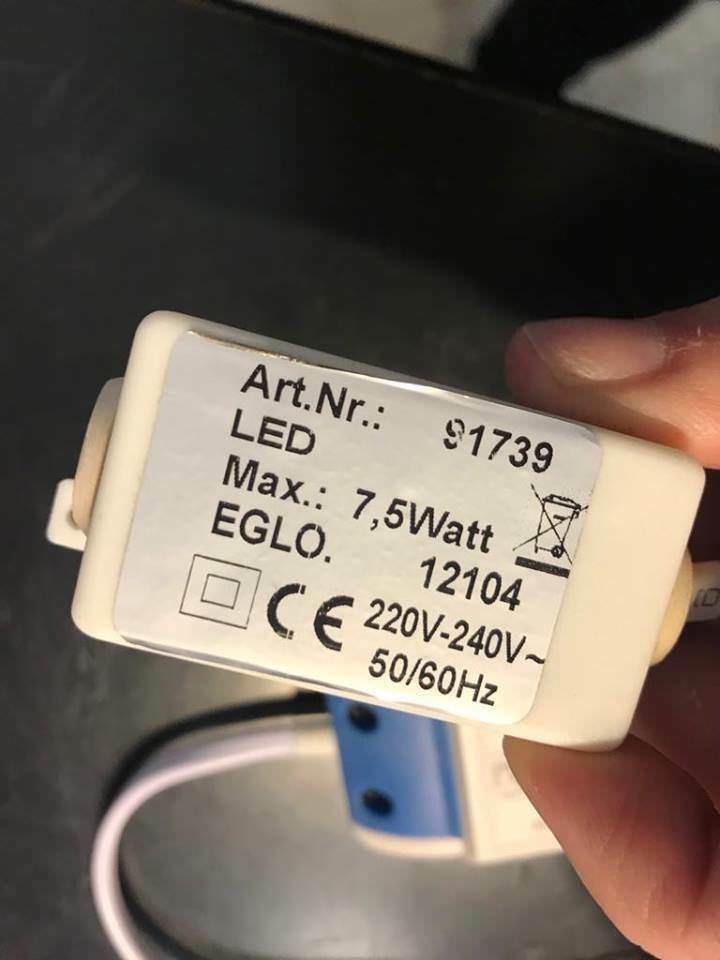 Art.Nr.: 91739
LED
Max.: 7,5Watt
EGLO. 12104
CE 220V-240V~
50/60Hz